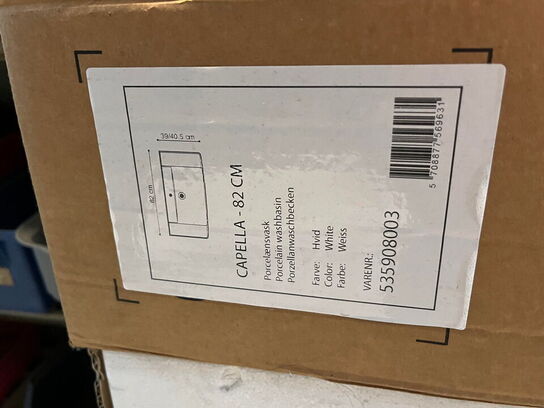 39/40.5 cm
82 cm
CAPELLA - 82 CM
Porcelænsvask
Porcelain washbasin
Porzellanwaschbecken
Farve: Hvid
Color: White
Farbe: Weiss
VARENR.:
535908003
5 708877 569631